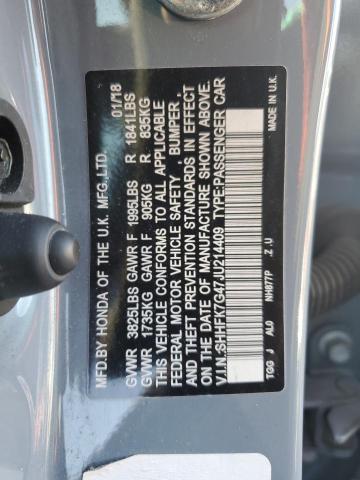 MFD.BY HONDA OF THE U.K. MFG.,LTD. 01/18
GVWR 3825LBS GAWR F 1995LBS R 1841LBS
GVWR 1735KG GAWR F 905KG R 835KG
THIS VEHICLE CONFORMS TO ALL APPLICABLE
FEDERAL MOTOR VEHICLE SAFETY , BUMPER ,
AND THEFT PREVENTION STANDARDS IN EFFECT
ON THE DATE OF MANUFACTURE SHOWN ABOVE.
V.I.N.:SHHFK7G47JU214409 TYPE:PASSENGER CAR
TGG J AL0 NH877P Z .U MADE IN U.K.